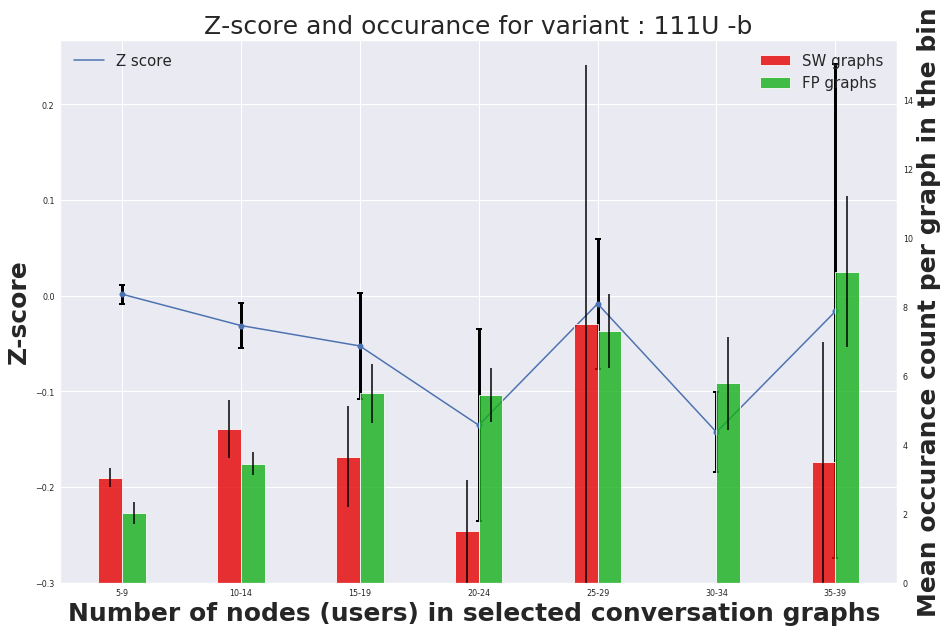 Z-score and occurance for variant : 111U -b
Z score
SW graphs
FP graphs
Z-score
0.2
0.1
0.0
−0.1
−0.2
−0.3
14
12
10
8
6
4
2
0
Mean occurance count per graph in the bin
5-9 10-14 15-19 20-24 25-29 30-34 35-39
Number of nodes (users) in selected conversation graphs